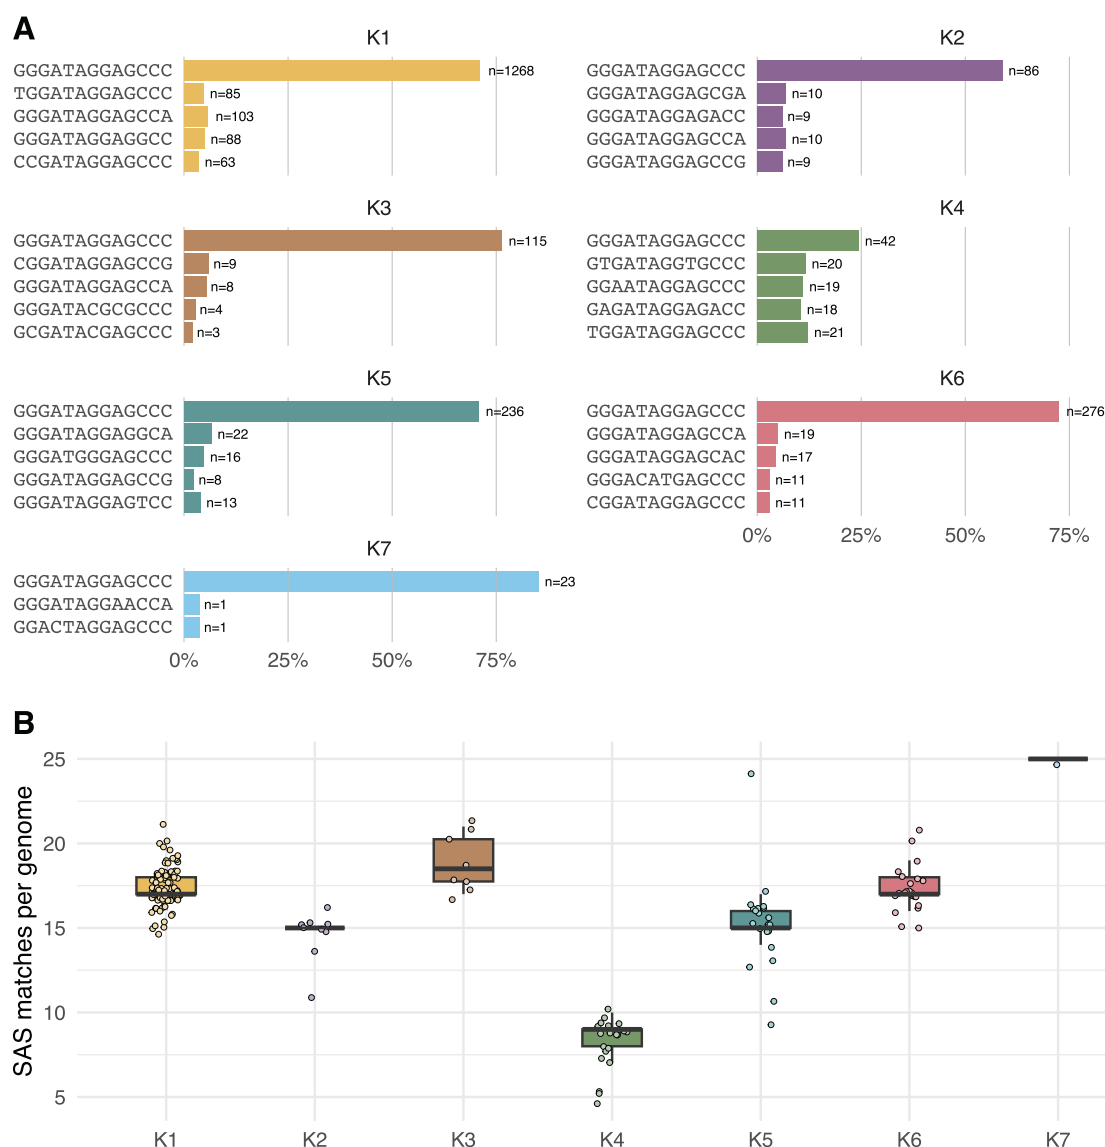 A
K1
GGGATAGGAGCCC n=1268
TGGATAGGAGCCC n=85
GGGATAGGAGCCA n=103
GGGATAGGAGGCC n=88
CCGATAGGAGCCC n=63
K2
GGGATAGGAGCCC n=86
GGGATAGGAGCGA n=10
GGGATAGGAGACC n=9
GGGATAGGAGCCA n=10
GGGATAGGAGCCG n=9
K3
GGGATAGGAGCCC n=115
CGGATAGGAGCCG n=9
GGGATAGGAGCCA n=8
GGGATACGCGCCC n=4
GCGATACGAGCCC n=3
K4
GGGATAGGAGCCC n=42
GTGATAGGTGCCC n=20
GGAATAGGAGCCC n=19
GAGATAGGAGACC n=18
TGGATAGGAGCCC n=21
K5
GGGATAGGAGCCC n=236
GGGATAGGAGGCA n=22
GGGATGGGAGCCC n=16
GGGATAGGAGCCG n=8
GGGATAGGAGTCC n=13
K6
GGGATAGGAGCCC n=276
GGGATAGGAGCCA n=19
GGGATAGGAGCAC n=17
GGGACATGAGCCC n=11
CGGATAGGAGCCC n=11
0% 25% 50% 75%
K7
GGGATAGGAGCCC n=23
GGGATAGGAACCA n=1
GGACTAGGAGCCC n=1
0% 25% 50% 75%
B
SAS matches per genome
25
20
15
10
5
K1 K2 K3 K4 K5 K6 K7